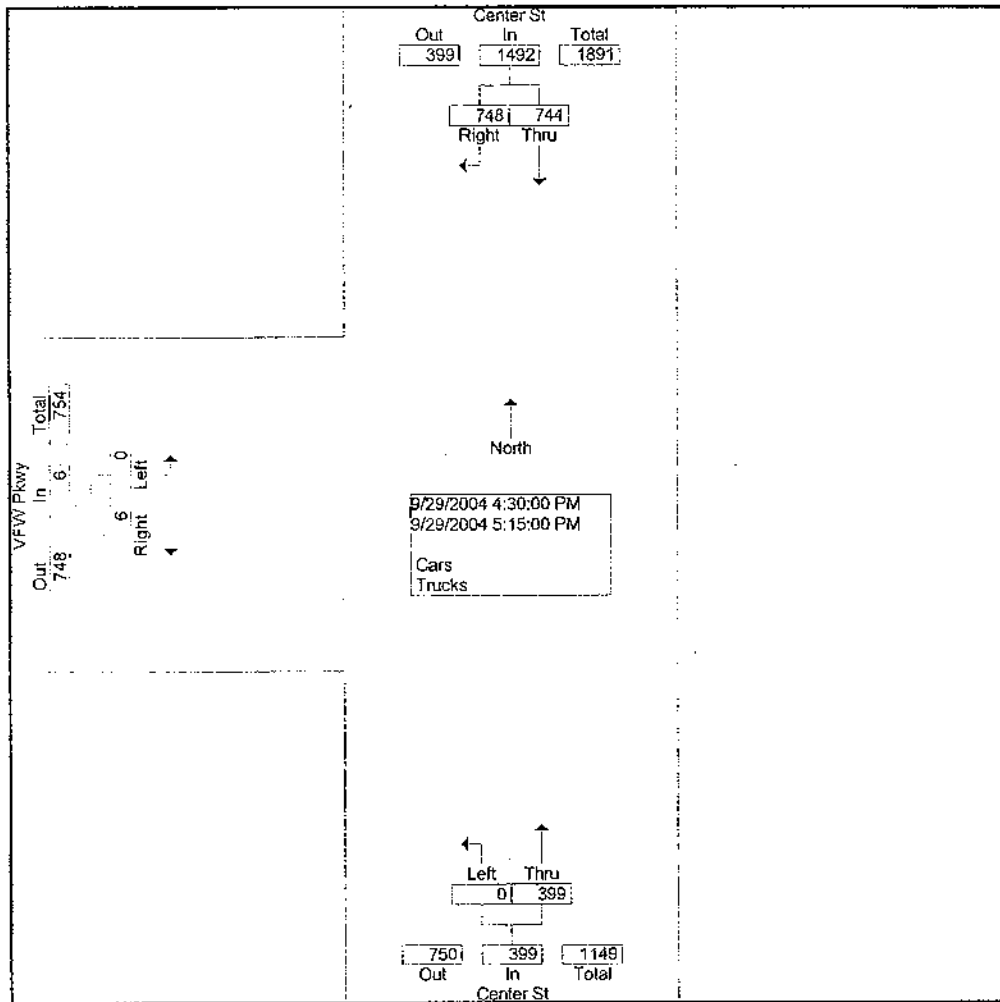 Center St
Out In Total
399 1492 1891
748 744
Right Thru
VFW Pkwy
Out In Total
748 6 754
6 0
Right Left
North
9/29/2004 4:30:00 PM
9/29/2004 5:15:00 PM
Cars
Trucks
Left Thru
0 399
750 399 1149
Out In Total
Center St